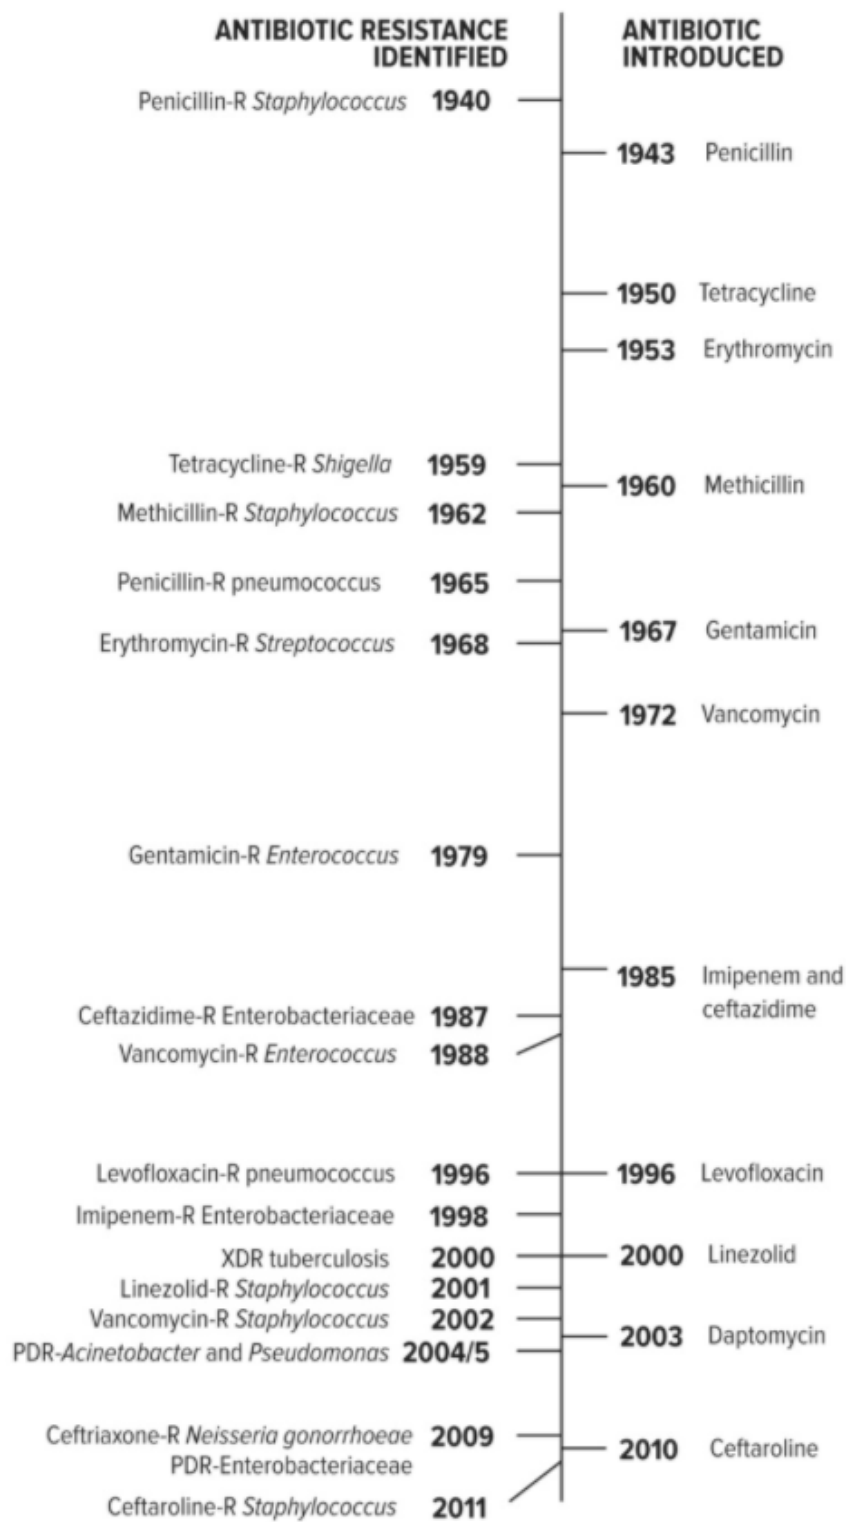 ANTIBIOTIC RESISTANCE
IDENTIFIED
ANTIBIOTIC
INTRODUCED
Penicillin-R Staphylococcus 1940
1943 Penicillin
1950 Tetracycline
1953 Erythromycin
Tetracycline-R Shigella 1959
1960 Methicillin
Methicillin-R Staphylococcus 1962
Penicillin-R pneumococcus 1965
1967 Gentamicin
Erythromycin-R Streptococcus 1968
1972 Vancomycin
Gentamicin-R Enterococcus 1979
1985 Imipenem and
ceftazidime
Ceftazidime-R Enterobacteriaceae 1987
Vancomycin-R Enterococcus 1988
Levofloxacin-R pneumococcus 1996
1996 Levofloxacin
Imipenem-R Enterobacteriaceae 1998
XDR tuberculosis 2000
2000 Linezolid
Linezolid-R Staphylococcus 2001
Vancomycin-R Staphylococcus 2002
2003 Daptomycin
PDR-Acinetobacter and Pseudomonas 2004/5
Ceftriaxone-R Neisseria gonorrhoeae 2009
PDR-Enterobacteriaceae
2010 Ceftaroline
Ceftaroline-R Staphylococcus 2011